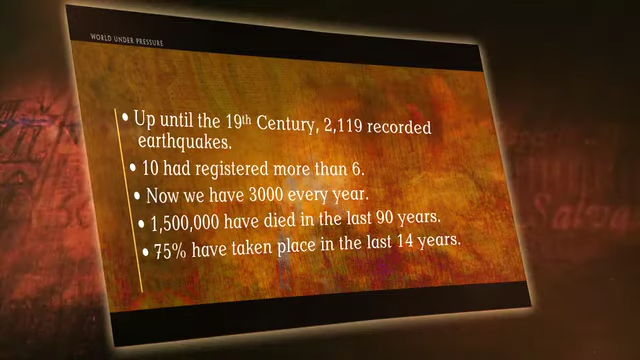 WORLD UNDER PRESSURE
• Up until the 19th Century, 2,119 recorded
earthquakes.
• 10 had registered more than 6.
• Now we have 3000 every year.
• 1,500,000 have died in the last 90 years.
• 75% have taken place in the last 14 years.